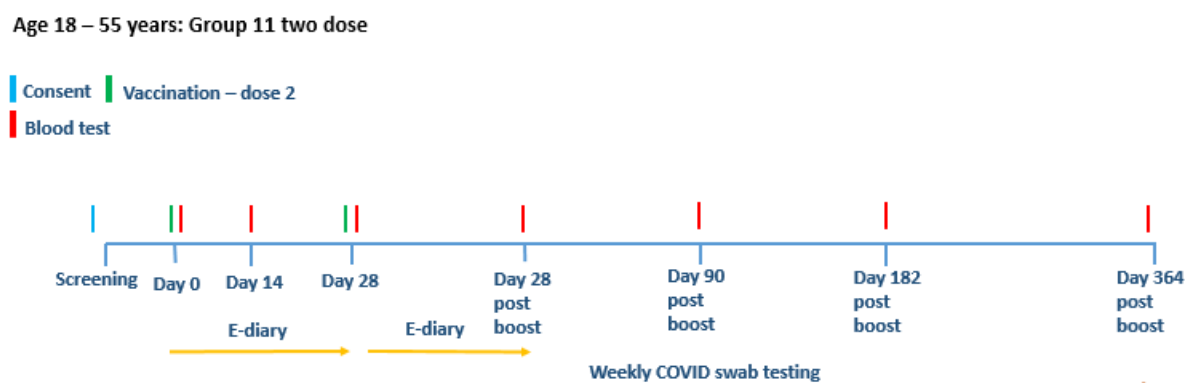 Age 18 – 55 years: Group 11 two dose
Consent Vaccination – dose 2
Blood test
Screening Day 0 Day 14 Day 28 Day 28 post boost Day 90 post boost Day 182 post boost Day 364 post boost
E-diary E-diary
Weekly COVID swab testing